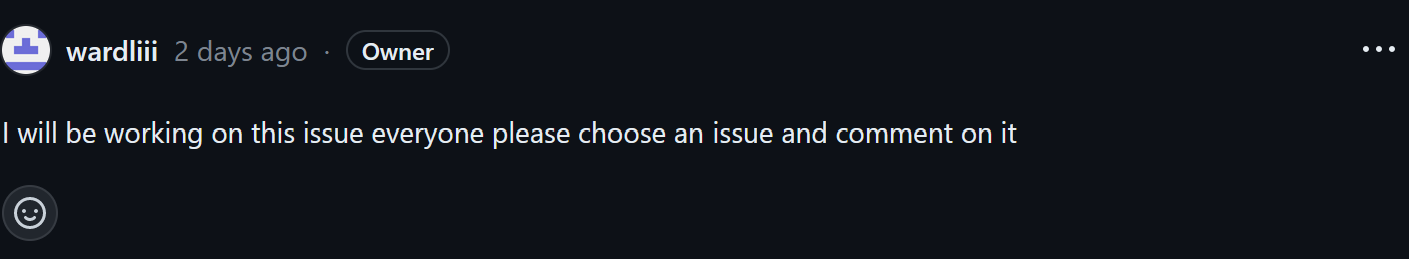 wardliii 2 days ago · Owner
I will be working on this issue everyone please choose an issue and comment on it